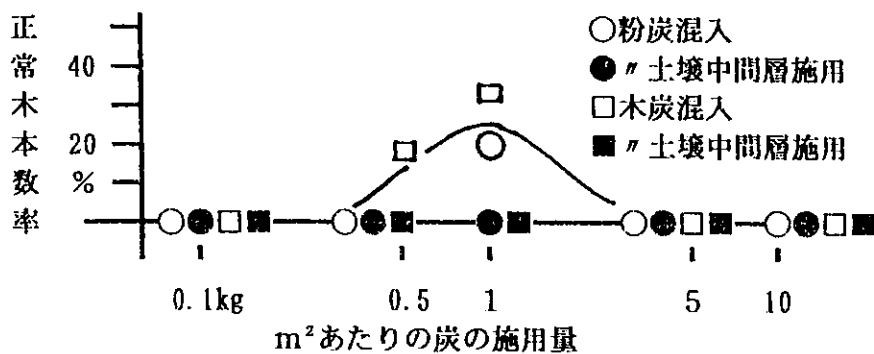 正常木本数率
40
20
%
○粉炭混入
●〃土壌中間層施用
□木炭混入
■〃土壌中間層施用
0.1kg 0.5 1 5 10
m²あたりの炭の施用量